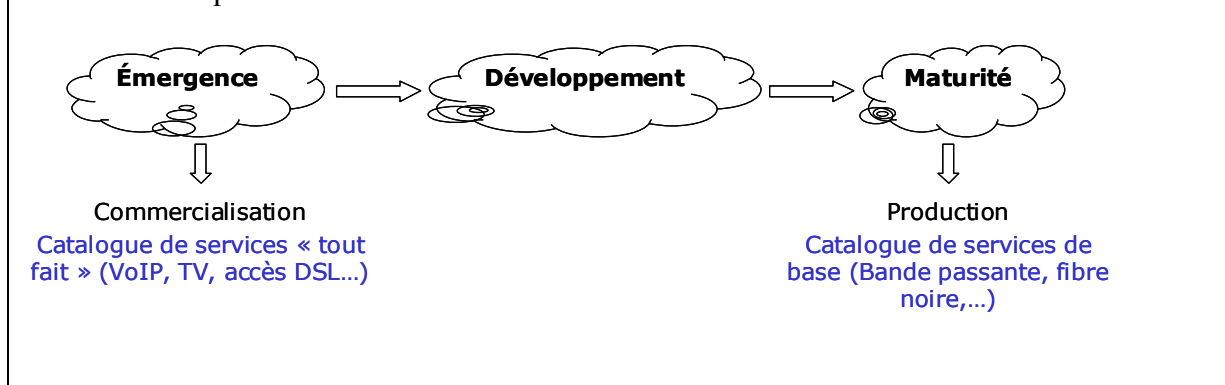 Émergence
Développement
Maturité
Commercialisation
Catalogue de services « tout
fait » (VoIP, TV, accès DSL…)
Production
Catalogue de services de
base (Bande passante, fibre
noire,…)